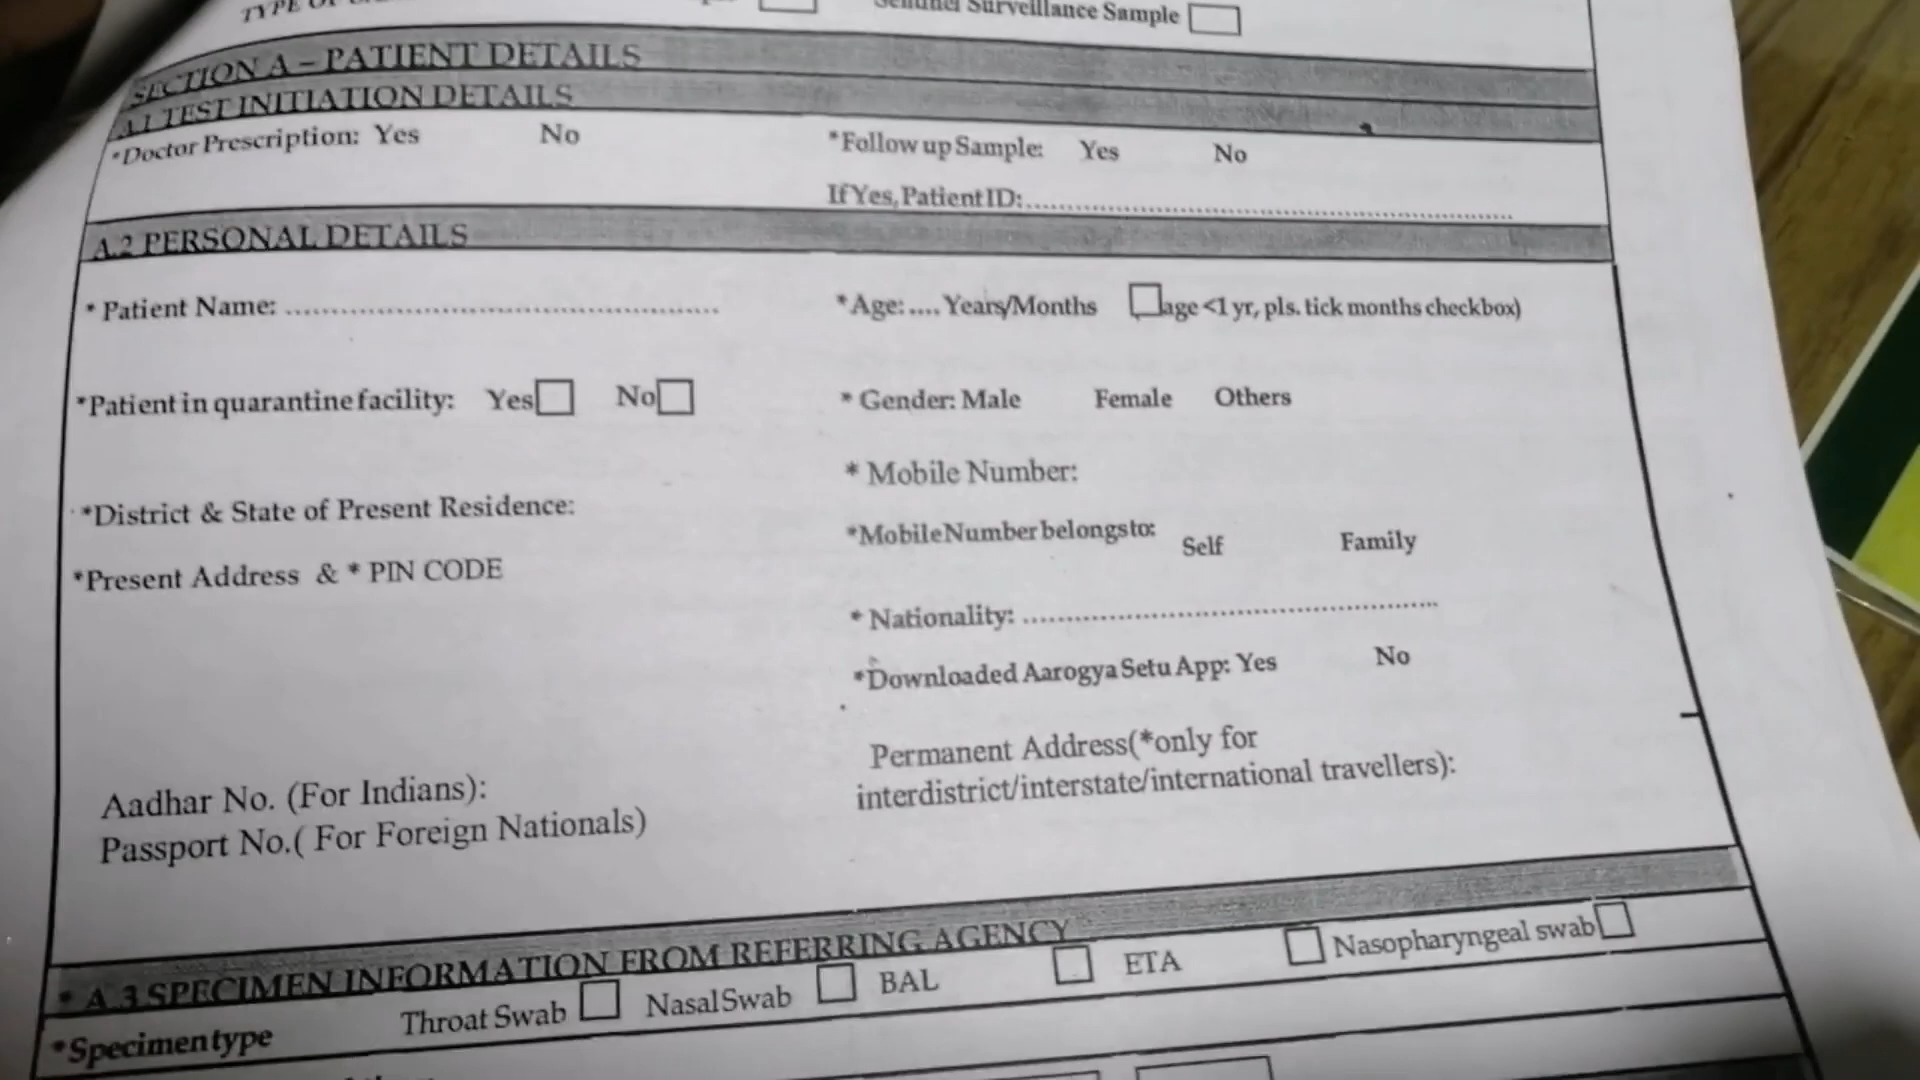 TYPE OF
Sentinel Surveillance Sample
SECTION A – PATIENT DETAILS
A.1 TEST INITIATION DETAILS
*Doctor Prescription: Yes No *Follow up Sample: Yes No
If Yes, Patient ID:........................................................................
A.2 PERSONAL DETAILS
* Patient Name: ................................................ *Age: .... Years/Months age <1 yr, pls. tick months checkbox)
*Patient in quarantine facility: Yes No * Gender: Male Female Others
* Mobile Number:
*District & State of Present Residence:
*Mobile Number belongs to: Self Family
*Present Address & * PIN CODE
* Nationality: ....................................................
*Downloaded Aarogya Setu App: Yes No
Permanent Address(*only for
interdistrict/interstate/international travellers):
Aadhar No. (For Indians):
Passport No.( For Foreign Nationals)
* A.3 SPECIMEN INFORMATION FROM REFERRING AGENCY
*Specimen type Throat Swab Nasal Swab BAL ETA Nasopharyngeal swab